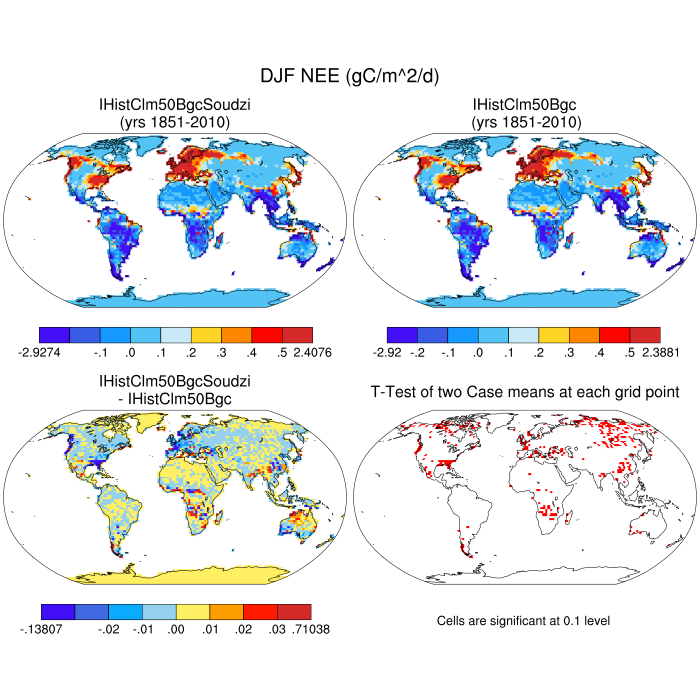 DJF NEE (gC/m^2/d)
IHistClm50BgcSoudzi
(yrs 1851-2010)
IHistClm50Bgc
(yrs 1851-2010)
-2.9274 -.1 .0 .1 .2 .3 .4 .5 2.4076
-2.92 -.2 -.1 .0 .1 .2 .3 .4 .5 2.3881
IHistClm50BgcSoudzi
- IHistClm50Bgc
T-Test of two Case means at each grid point
-.13807 -.02 -.01 .00 .01 .02 .03 .71038
Cells are significant at 0.1 level